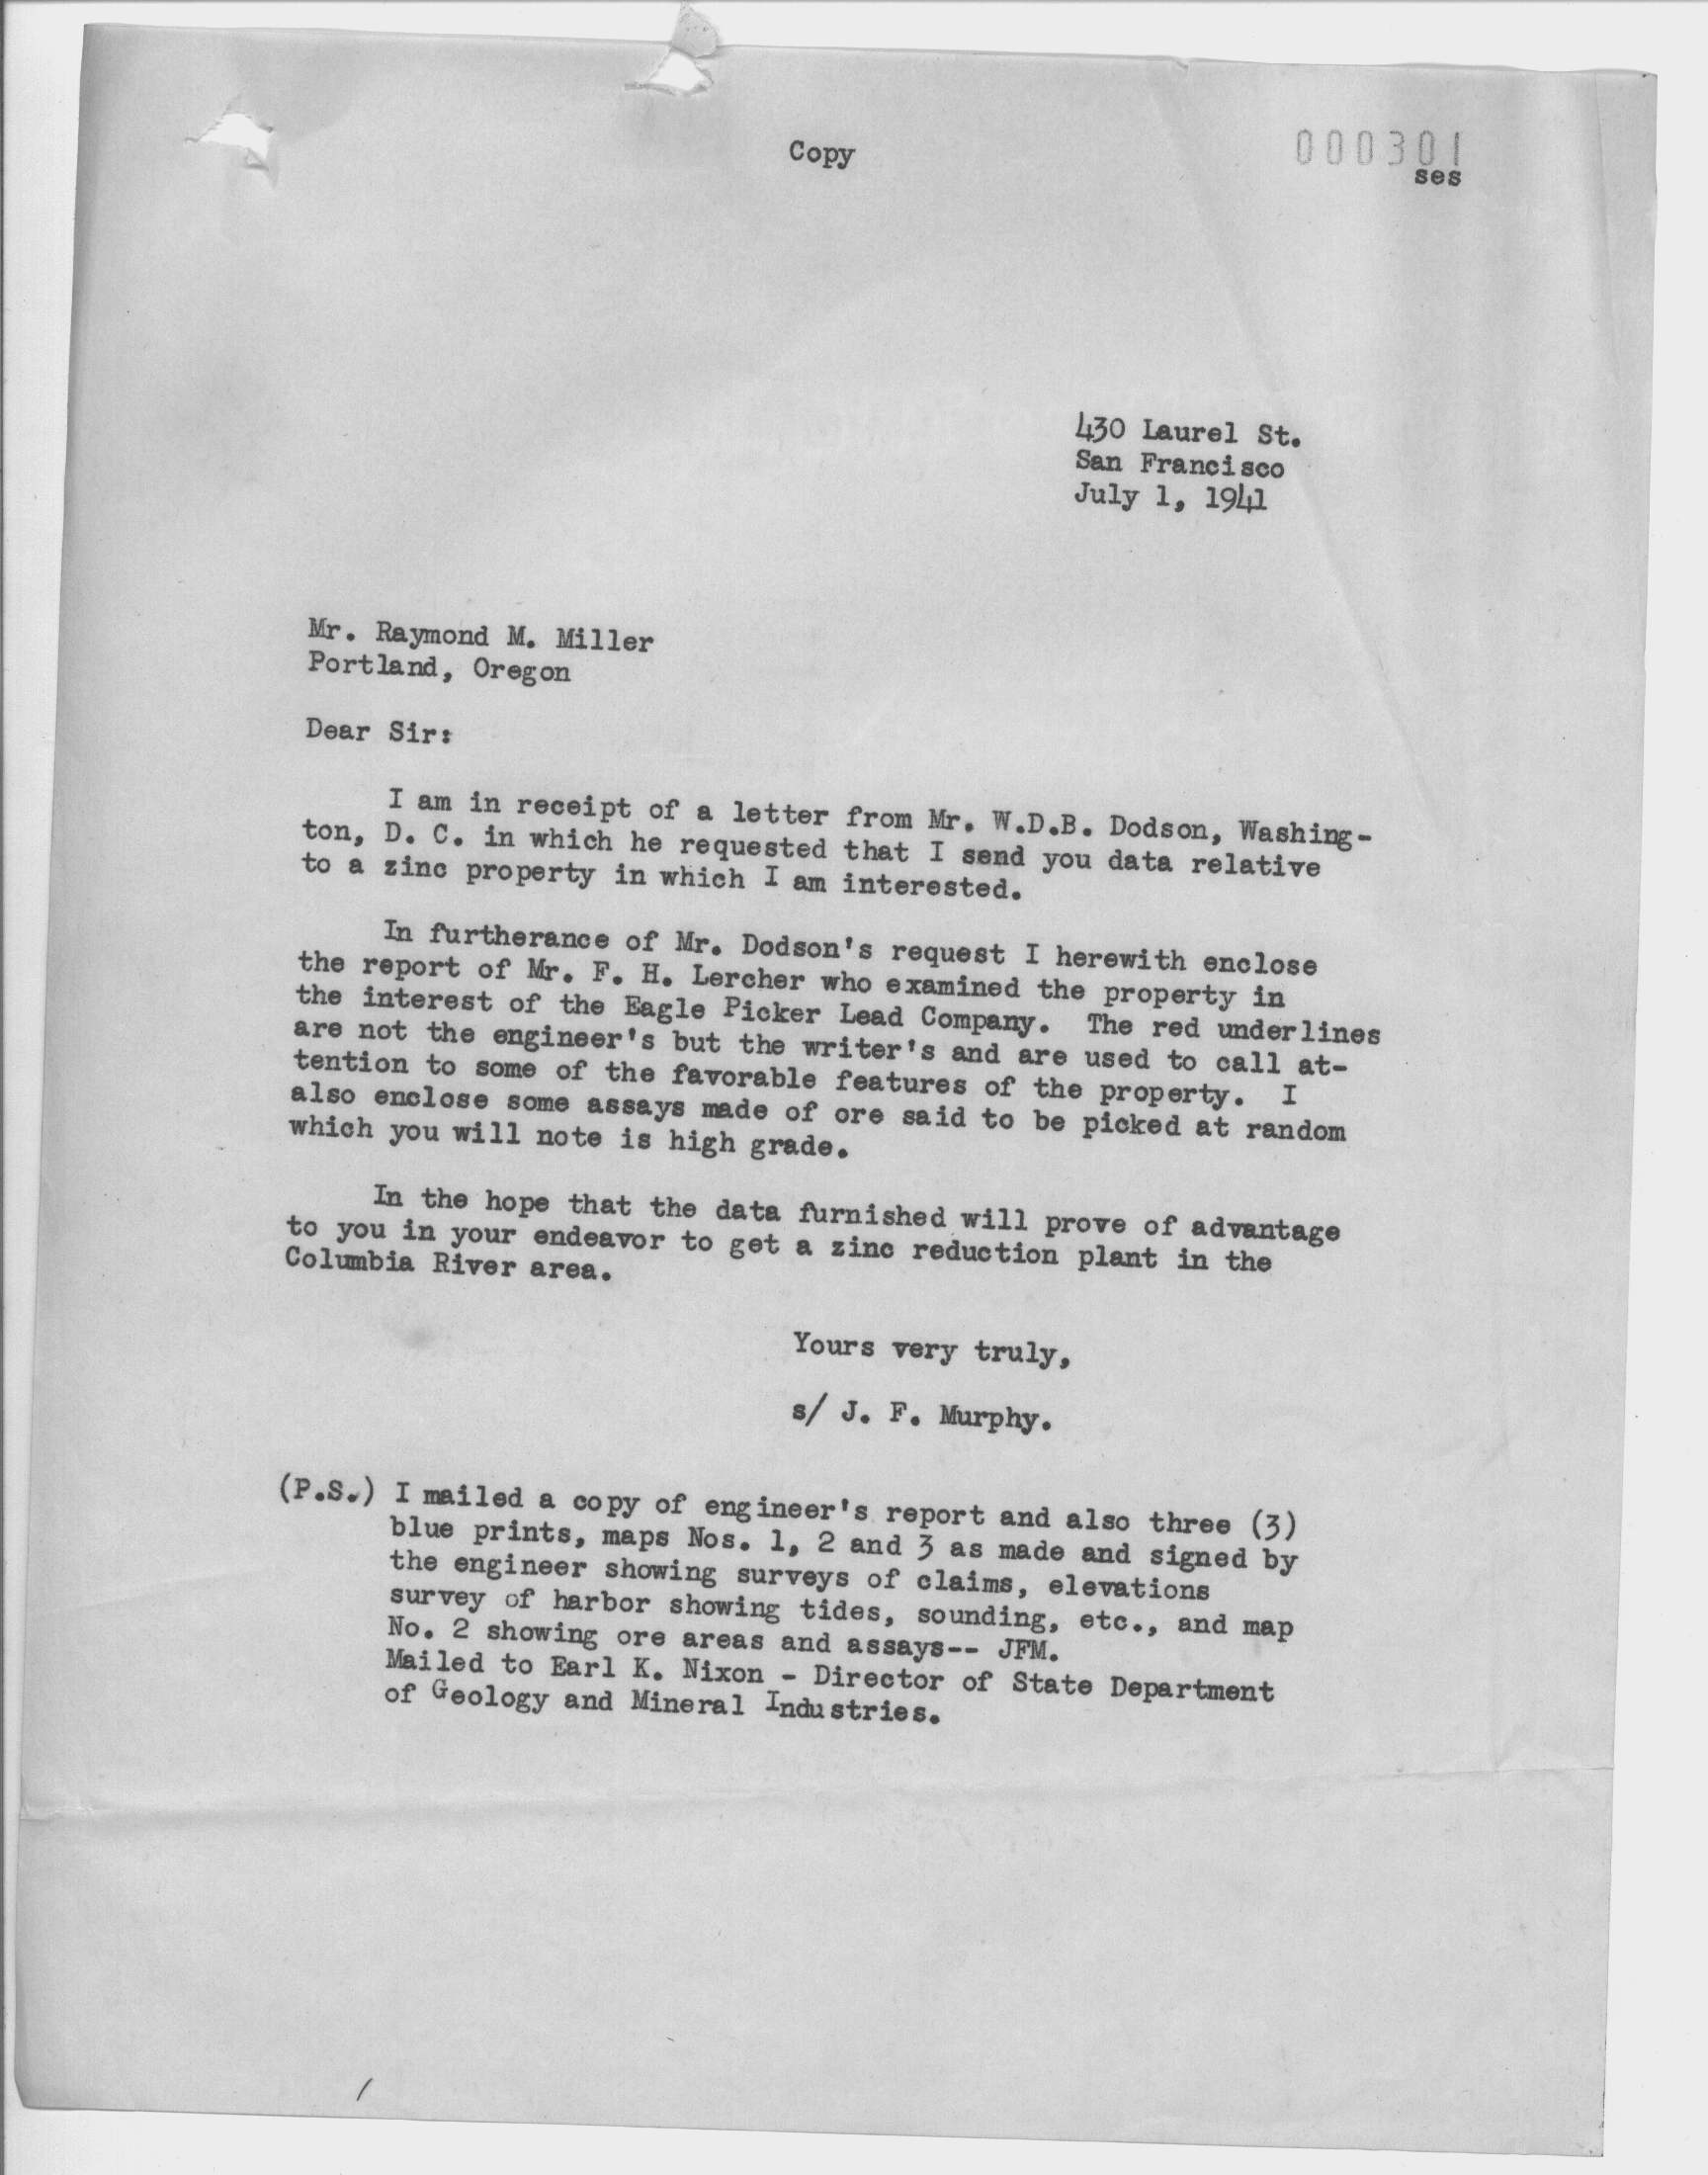 Copy
000301
ses
430 Laurel St.
San Francisco
July 1, 1941
Mr. Raymond M. Miller
Portland, Oregon
Dear Sir:
I am in receipt of a letter from Mr. W.D.B. Dodson, Washing-
ton, D. C. in which he requested that I send you data relative
to a zinc property in which I am interested.
In furtherance of Mr. Dodson's request I herewith enclose
the report of Mr. F. H. Lercher who examined the property in
the interest of the Eagle Picker Lead Company. The red underlines
are not the engineer's but the writer's and are used to call at-
tention to some of the favorable features of the property. I
also enclose some assays made of ore said to be picked at random
which you will note is high grade.
In the hope that the data furnished will prove of advantage
to you in your endeavor to get a zinc reduction plant in the
Columbia River area.
Yours very truly,
s/ J. F. Murphy.
(P.S.) I mailed a copy of engineer's report and also three (3)
blue prints, maps Nos. 1, 2 and 3 as made and signed by
the engineer showing surveys of claims, elevations
survey of harbor showing tides, sounding, etc., and map
No. 2 showing ore areas and assays-- JFM.
Mailed to Earl K. Nixon - Director of State Department
of Geology and Mineral Industries.